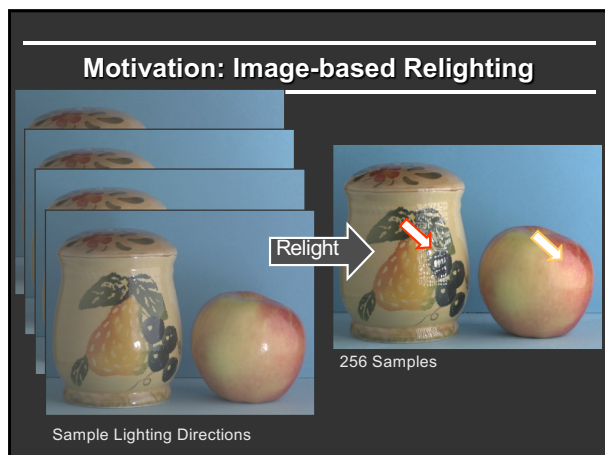 Motivation: Image-based Relighting
Relight
256 Samples
Sample Lighting Directions